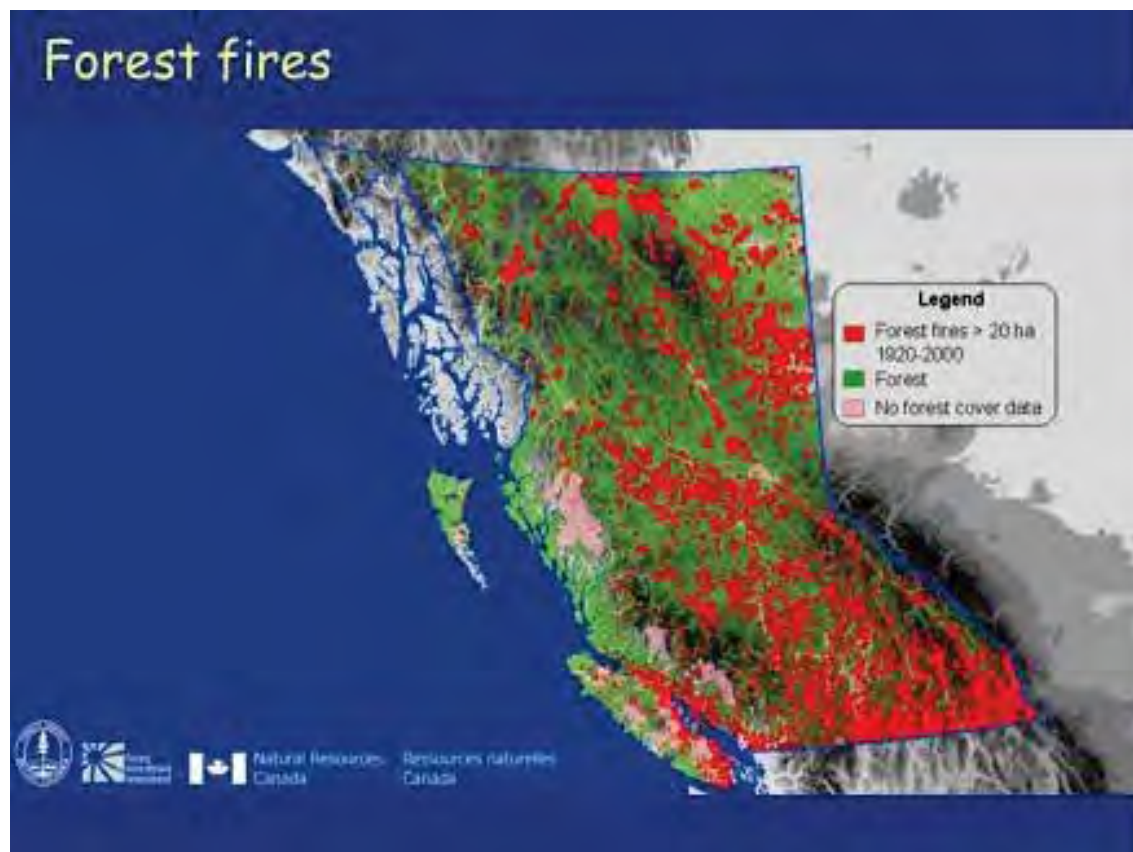 Forest fires
Legend
Forest fires > 20 ha
1920-2000
Forest
No forest cover data
Natural Resources
Canada
Ressources naturelles
Canada